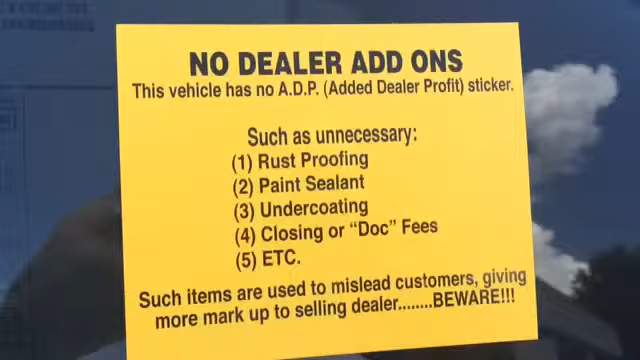 NO DEALER ADD ONS
This vehicle has no A.D.P. (Added Dealer Profit) sticker.
Such as unnecessary:
(1) Rust Proofing
(2) Paint Sealant
(3) Undercoating
(4) Closing or “Doc” Fees
(5) ETC.
Such items are used to mislead customers, giving
more mark up to selling dealer........BEWARE!!!